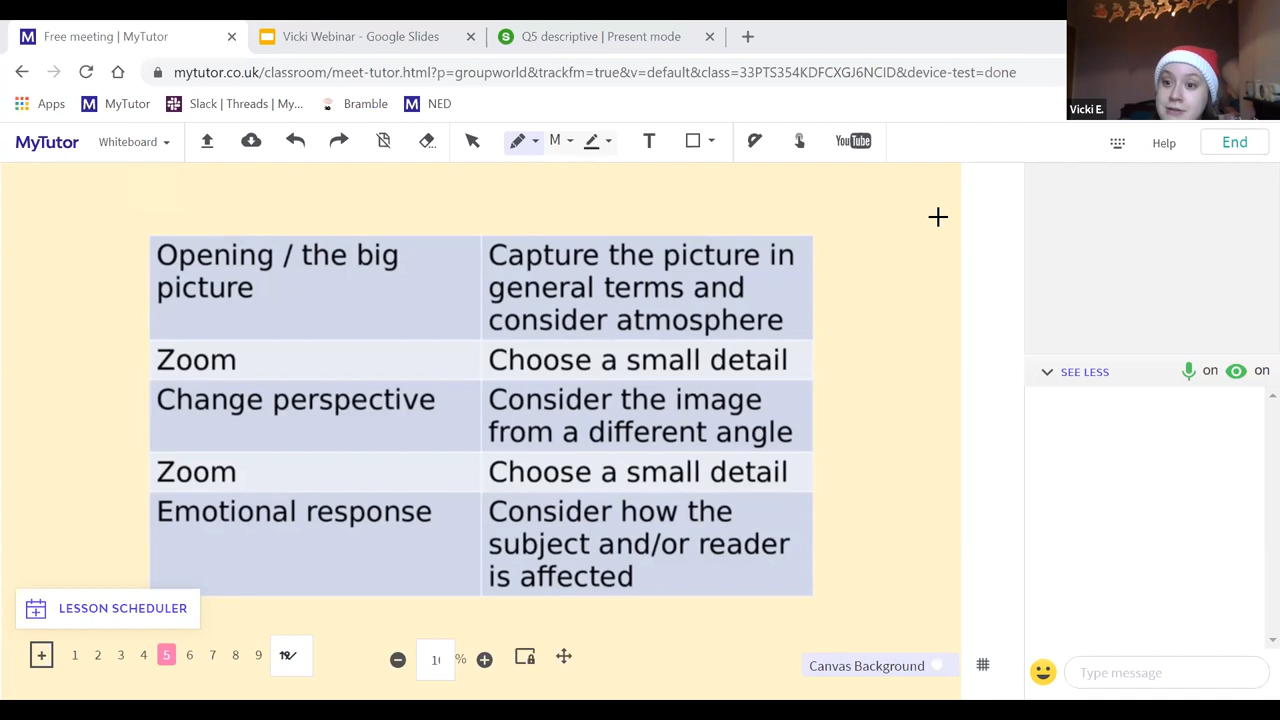 Free meeting | MyTutor
Vicki Webinar - Google Slides
Q5 descriptive | Present mode
mytutor.co.uk/classroom/meet-tutor.html?p=groupworld&trackfm=true&v=default&class=33PTS354KDFCXGJ6NCID&device-test=done
Vicki E.
Apps
MyTutor
Slack | Threads | My...
Bramble
NED
MyTutor
Whiteboard
M
T
YouTube
Help
End
Opening / the big
picture
Capture the picture in
general terms and
consider atmosphere
Zoom
Choose a small detail
Change perspective
Consider the image
from a different angle
Zoom
Choose a small detail
Emotional response
Consider how the
subject and/or reader
is affected
SEE LESS
on
on
LESSON SCHEDULER
1 2 3 4 5 6 7 8 9
%
Canvas Background
Type message